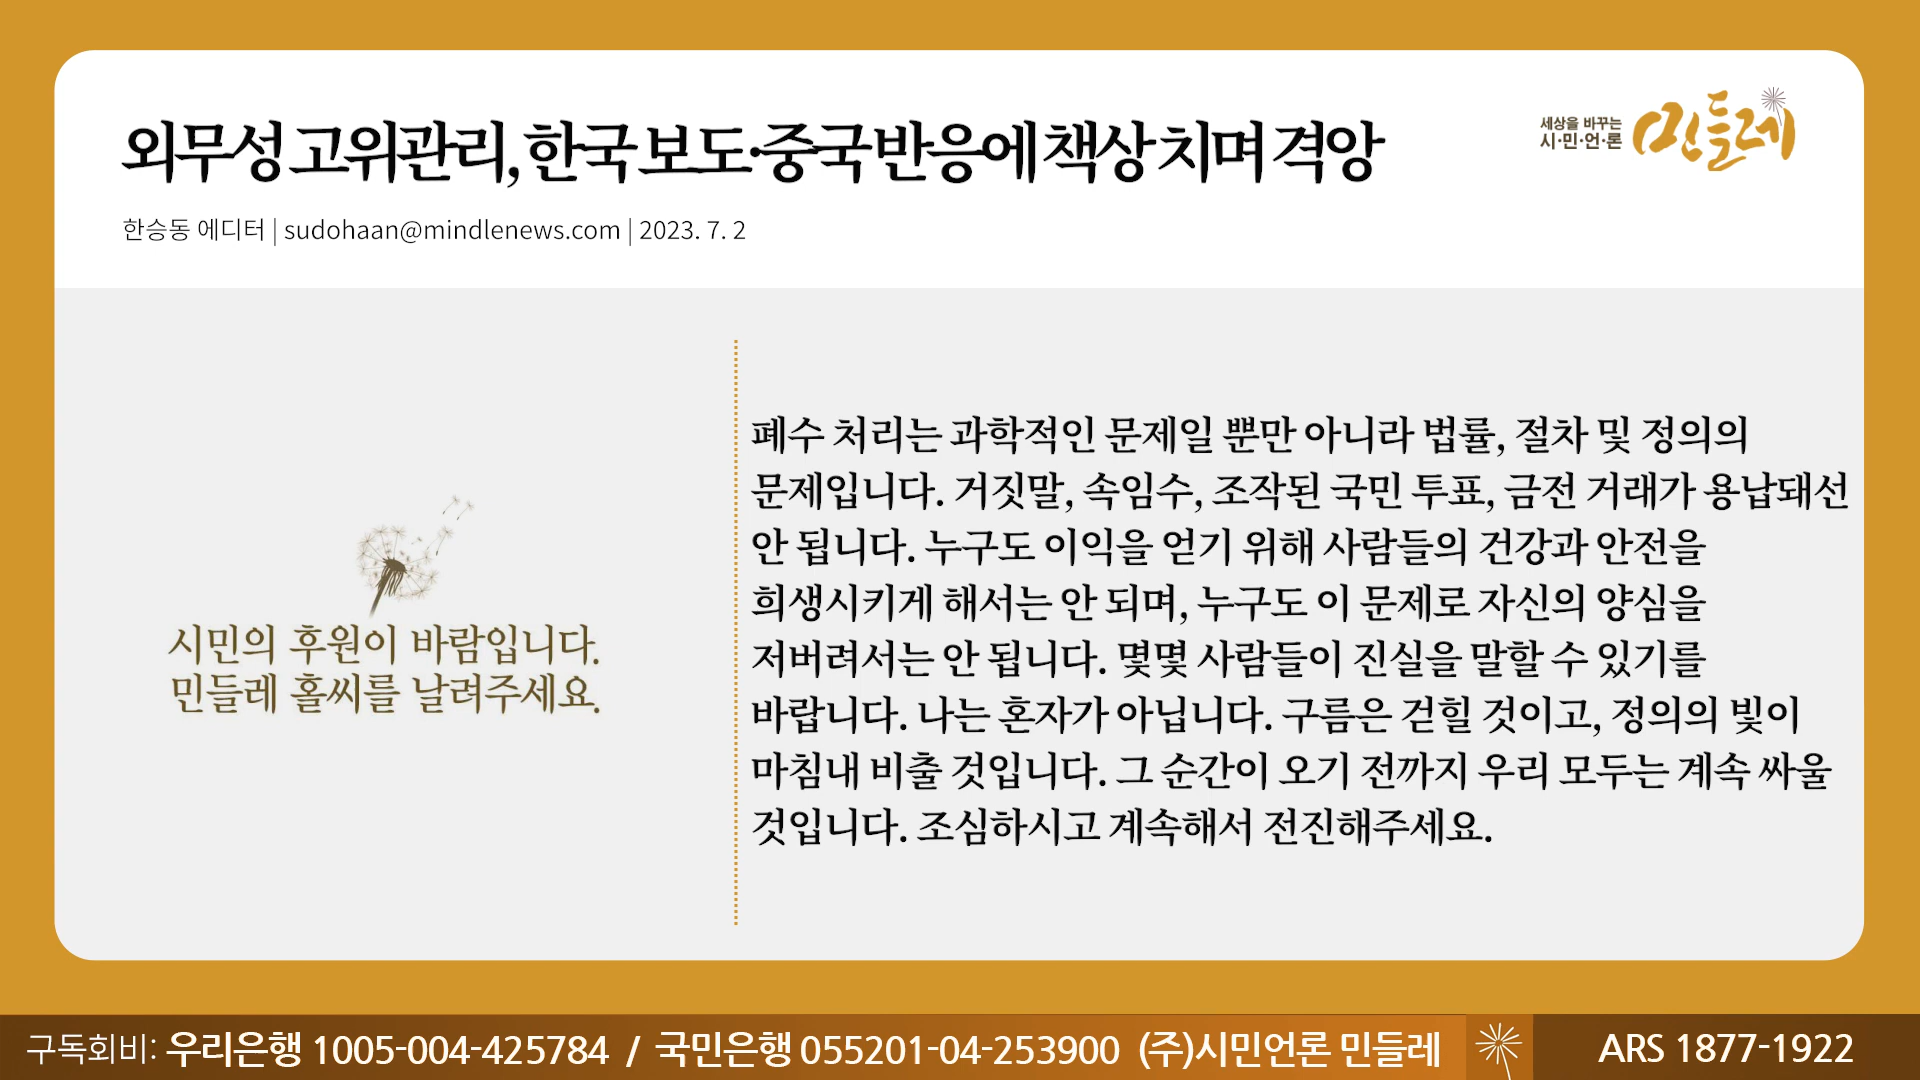 외무성 고위관리, 한국 보도·중국 반응에 책상 치며 격앙
세상을 바꾸는
시·민·언·론
민들레
한승동 에디터 | sudohaan@mindlenews.com | 2023. 7. 2
시민의 후원이 바람입니다.
민들레 홀씨를 날려주세요.
폐수 처리는 과학적인 문제일 뿐만 아니라 법률, 절차 및 정의의
문제입니다. 거짓말, 속임수, 조작된 국민 투표, 금전 거래가 용납돼선
안 됩니다. 누구도 이익을 얻기 위해 사람들의 건강과 안전을
희생시키게 해서는 안 되며, 누구도 이 문제로 자신의 양심을
저버려서는 안 됩니다. 몇몇 사람들이 진실을 말할 수 있기를
바랍니다. 나는 혼자가 아닙니다. 구름은 걷힐 것이고, 정의의 빛이
마침내 비출 것입니다. 그 순간이 오기 전까지 우리 모두는 계속 싸울
것입니다. 조심하시고 계속해서 전진해주세요.
구독회비: 우리은행 1005-004-425784 / 국민은행 055201-04-253900 (주)시민언론 민들레
ARS 1877-1922